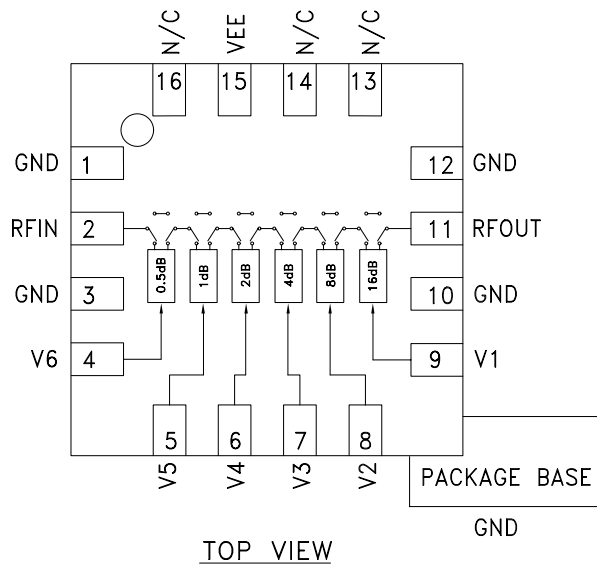 N/C
VEE
N/C
N/C
16
15
14
13
GND 1
12 GND
RFIN 2
11 RFOUT
0.5dB
1dB
2dB
4dB
8dB
16dB
GND 3
10 GND
V6 4
9 V1
5
6
7
8
V5
V4
V3
V2
PACKAGE BASE
GND
TOP VIEW